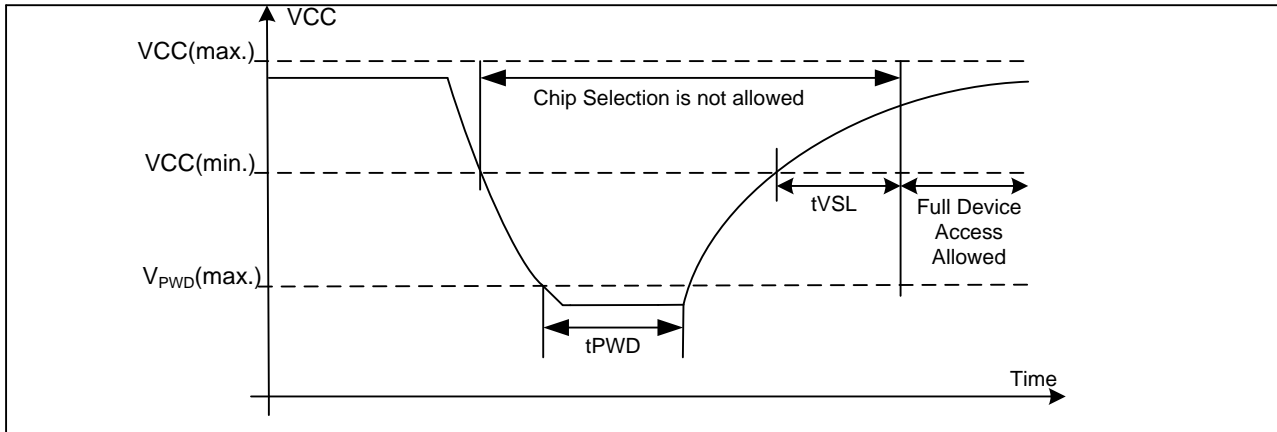 VCC
VCC(max.)
Chip Selection is not allowed
VCC(min.)
tVSL
Full Device
Access
Allowed
VPWD(max.)
tPWD
Time